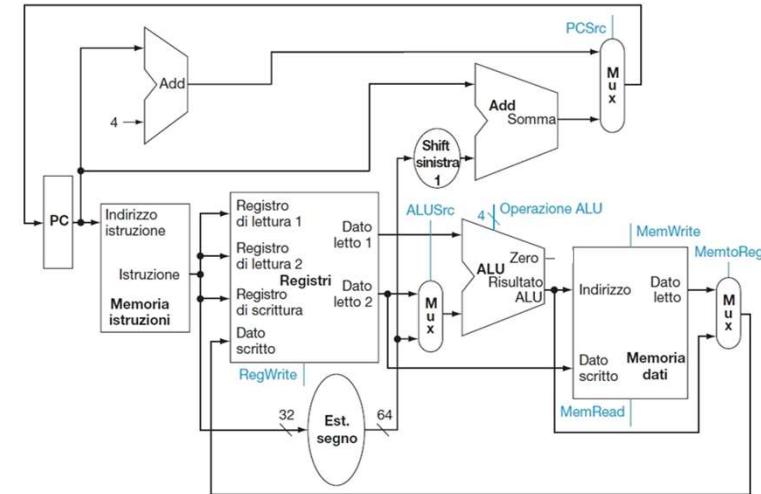 PCSrc
Add
4
Add
Somma
M
u
x
Shift
sinistra
1
PC
Indirizzo
istruzione
Istruzione
Memoria
istruzioni
Registro
di lettura 1
Registro
di lettura 2
Registri
Registro
di scrittura
Dato
scritto
Dato
letto 1
Dato
letto 2
RegWrite
ALUSrc
M
u
x
4
Operazione ALU
Zero
ALU
Risultato
ALU
MemWrite
Indirizzo
Dato
letto
Dato
scritto
Memoria
dati
MemRead
MemtoReg
M
u
x
32
Est.
segno
64